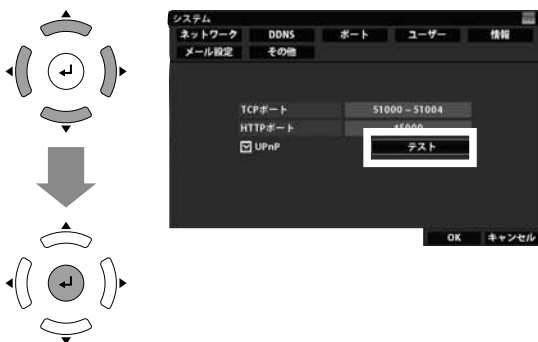 システム
ネットワーク DDNS ポート ユーザー 情報
メール設定 その他
TCPポート 51000 ~ 51004
HTTPポート 45000
UPnP テスト
OK キャンセル